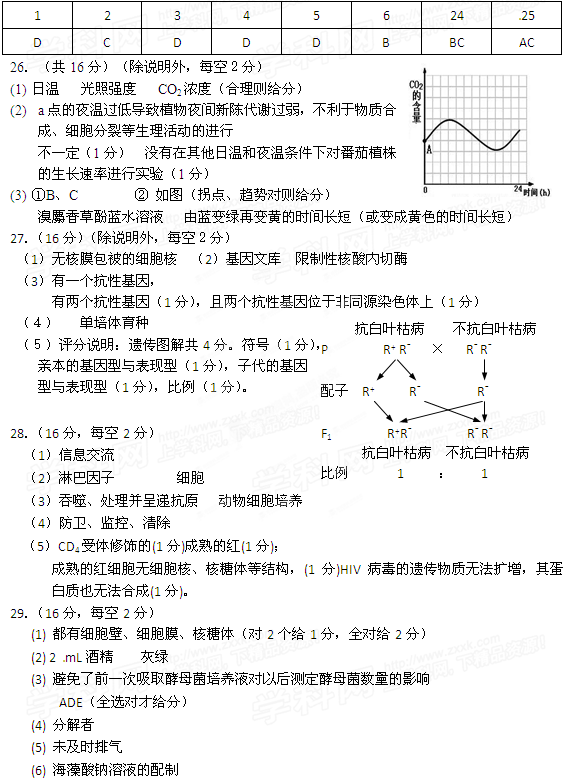 1 2 3 4 5 6 24 25
D C D D D B BC AC
26. （共 16 分）（除说明外，每空 2 分）
(1) 日温 光照强度 CO2 浓度（合理则给分）
(2) a 点的夜温过低导致植物夜间新陈代谢过弱，不利于物质合
成、细胞分裂等生理活动的进行
不一定（1 分） 没有在其他日温和夜温条件下对番茄植株
的生长速率进行实验（1 分）
(3) ①B、C ② 如图（拐点、趋势对则给分）
溴麝香草酚蓝水溶液 由蓝变绿再变黄的时间长短（或变成黄色的时间长短）
CO2的含量
A
0 24 时间(h)
27.（16 分）(除说明外，每空 2 分)
（1）无核膜包被的细胞核 （2）基因文库 限制性核酸内切酶
（3）有一个抗性基因，
有两个抗性基因（1 分），且两个抗性基因位于非同源染色体上（1 分）
（4） 单倍体育种
（5）评分说明：遗传图解共 4 分。符号（1 分），
亲本的基因型与表现型（1 分），子代的基因
型与表现型（1 分），比例（1 分）。
抗白叶枯病 不抗白叶枯病
p R+ R- × R- R-
配子 R+ R- R-
F1 R+R- R- R-
抗白叶枯病 不抗白叶枯病
比例 1 ： 1
28.（16 分，每空 2 分）
（1）信息交流
（2）淋巴因子 细胞
（3）吞噬、处理并呈递抗原 动物细胞培养
（4）防卫、监控、清除
（5）CD4 受体修饰的(1 分)成熟的红(1 分)；
成熟的红细胞无细胞核、核糖体等结构，(1 分)HIV 病毒的遗传物质无法扩增，其蛋
白质也无法合成(1 分)。
29.（16 分，每空 2 分）
(1) 都有细胞壁、细胞膜、核糖体（对 2 个给 1 分，全对给 2 分）
(2) 2 .mL 酒精 灰绿
(3) 避免了前一次吸取酵母菌培养液对以后测定酵母菌数量的影响
ADE（全选对才给分）
(4) 分解者
(5) 未及时排气
(6) 海藻酸钠溶液的配制